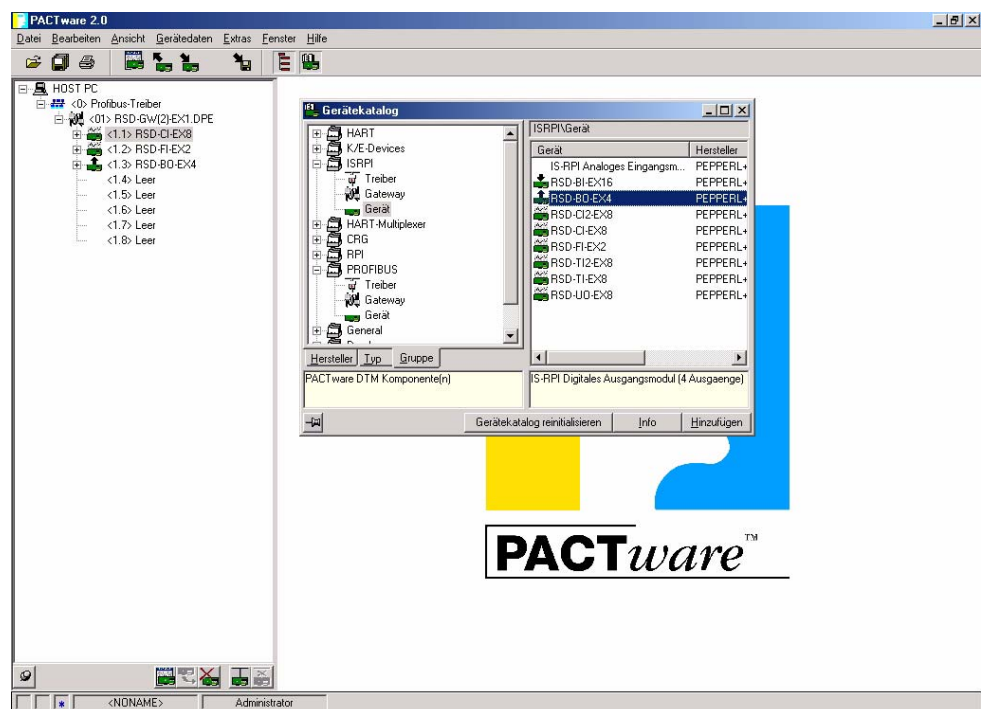 PACTware 2.0
Datei Bearbeiten Ansicht Gerätedaten Extras Fenster Hilfe
HOST PC
<0> Profibus-Treiber
<01> RSD-GW(2)-EX1.DPE
<1.1> RSD-CI-EX8
<1.2> RSD-FI-EX2
<1.3> RSD-BO-EX4
<1.4> Leer
<1.5> Leer
<1.6> Leer
<1.7> Leer
<1.8> Leer
Gerätekatalog
HART
K/E-Devices
ISRPI
Treiber
Gateway
Gerät
HART-Multiplexer
CRG
RPI
PROFIBUS
Treiber
Gateway
Gerät
General
Hersteller Typ Gruppe
PACTware DTM Komponente(n)
ISRPI\Gerät
Gerät Hersteller
IS-RPI Analoges Eingangsm... PEPPERL+
RSD-BI-EX16 PEPPERL+
RSD-BO-EX4 PEPPERL+
RSD-CI2-EX8 PEPPERL+
RSD-CI-EX8 PEPPERL+
RSD-FI-EX2 PEPPERL+
RSD-TI2-EX8 PEPPERL+
RSD-TI-EX8 PEPPERL+
RSD-UO-EX8 PEPPERL+
IS-RPI Digitales Ausgangsmodul (4 Ausgaenge)
Gerätekatalog reinitialisieren Info Hinzufügen
PACTware™
<NONAME> Administrator